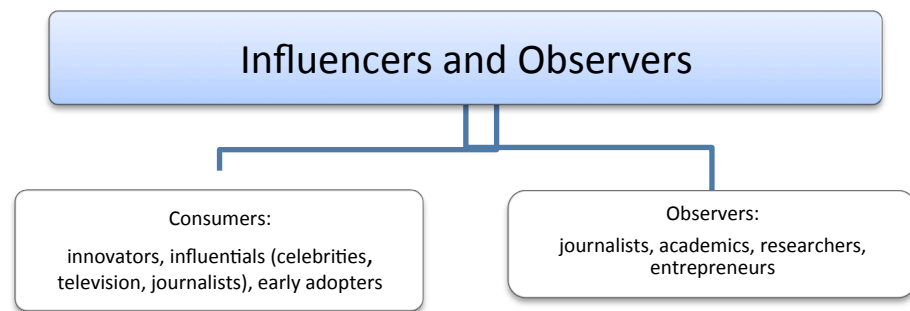 Influencers and Observers
Consumers:
innovators, influentials (celebrities,
television, journalists), early adopters
Observers:
journalists, academics, researchers,
entrepreneurs